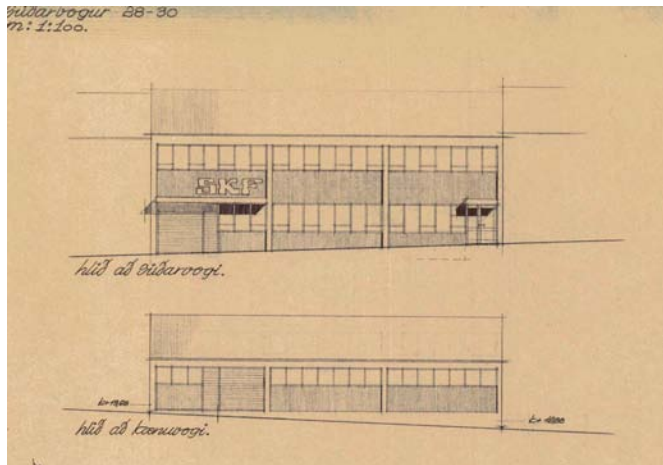 Súðarvogur 28-30
m: 1:100.
SKF
hlið að Súðarvogi.
hlið að Kænuvogi.